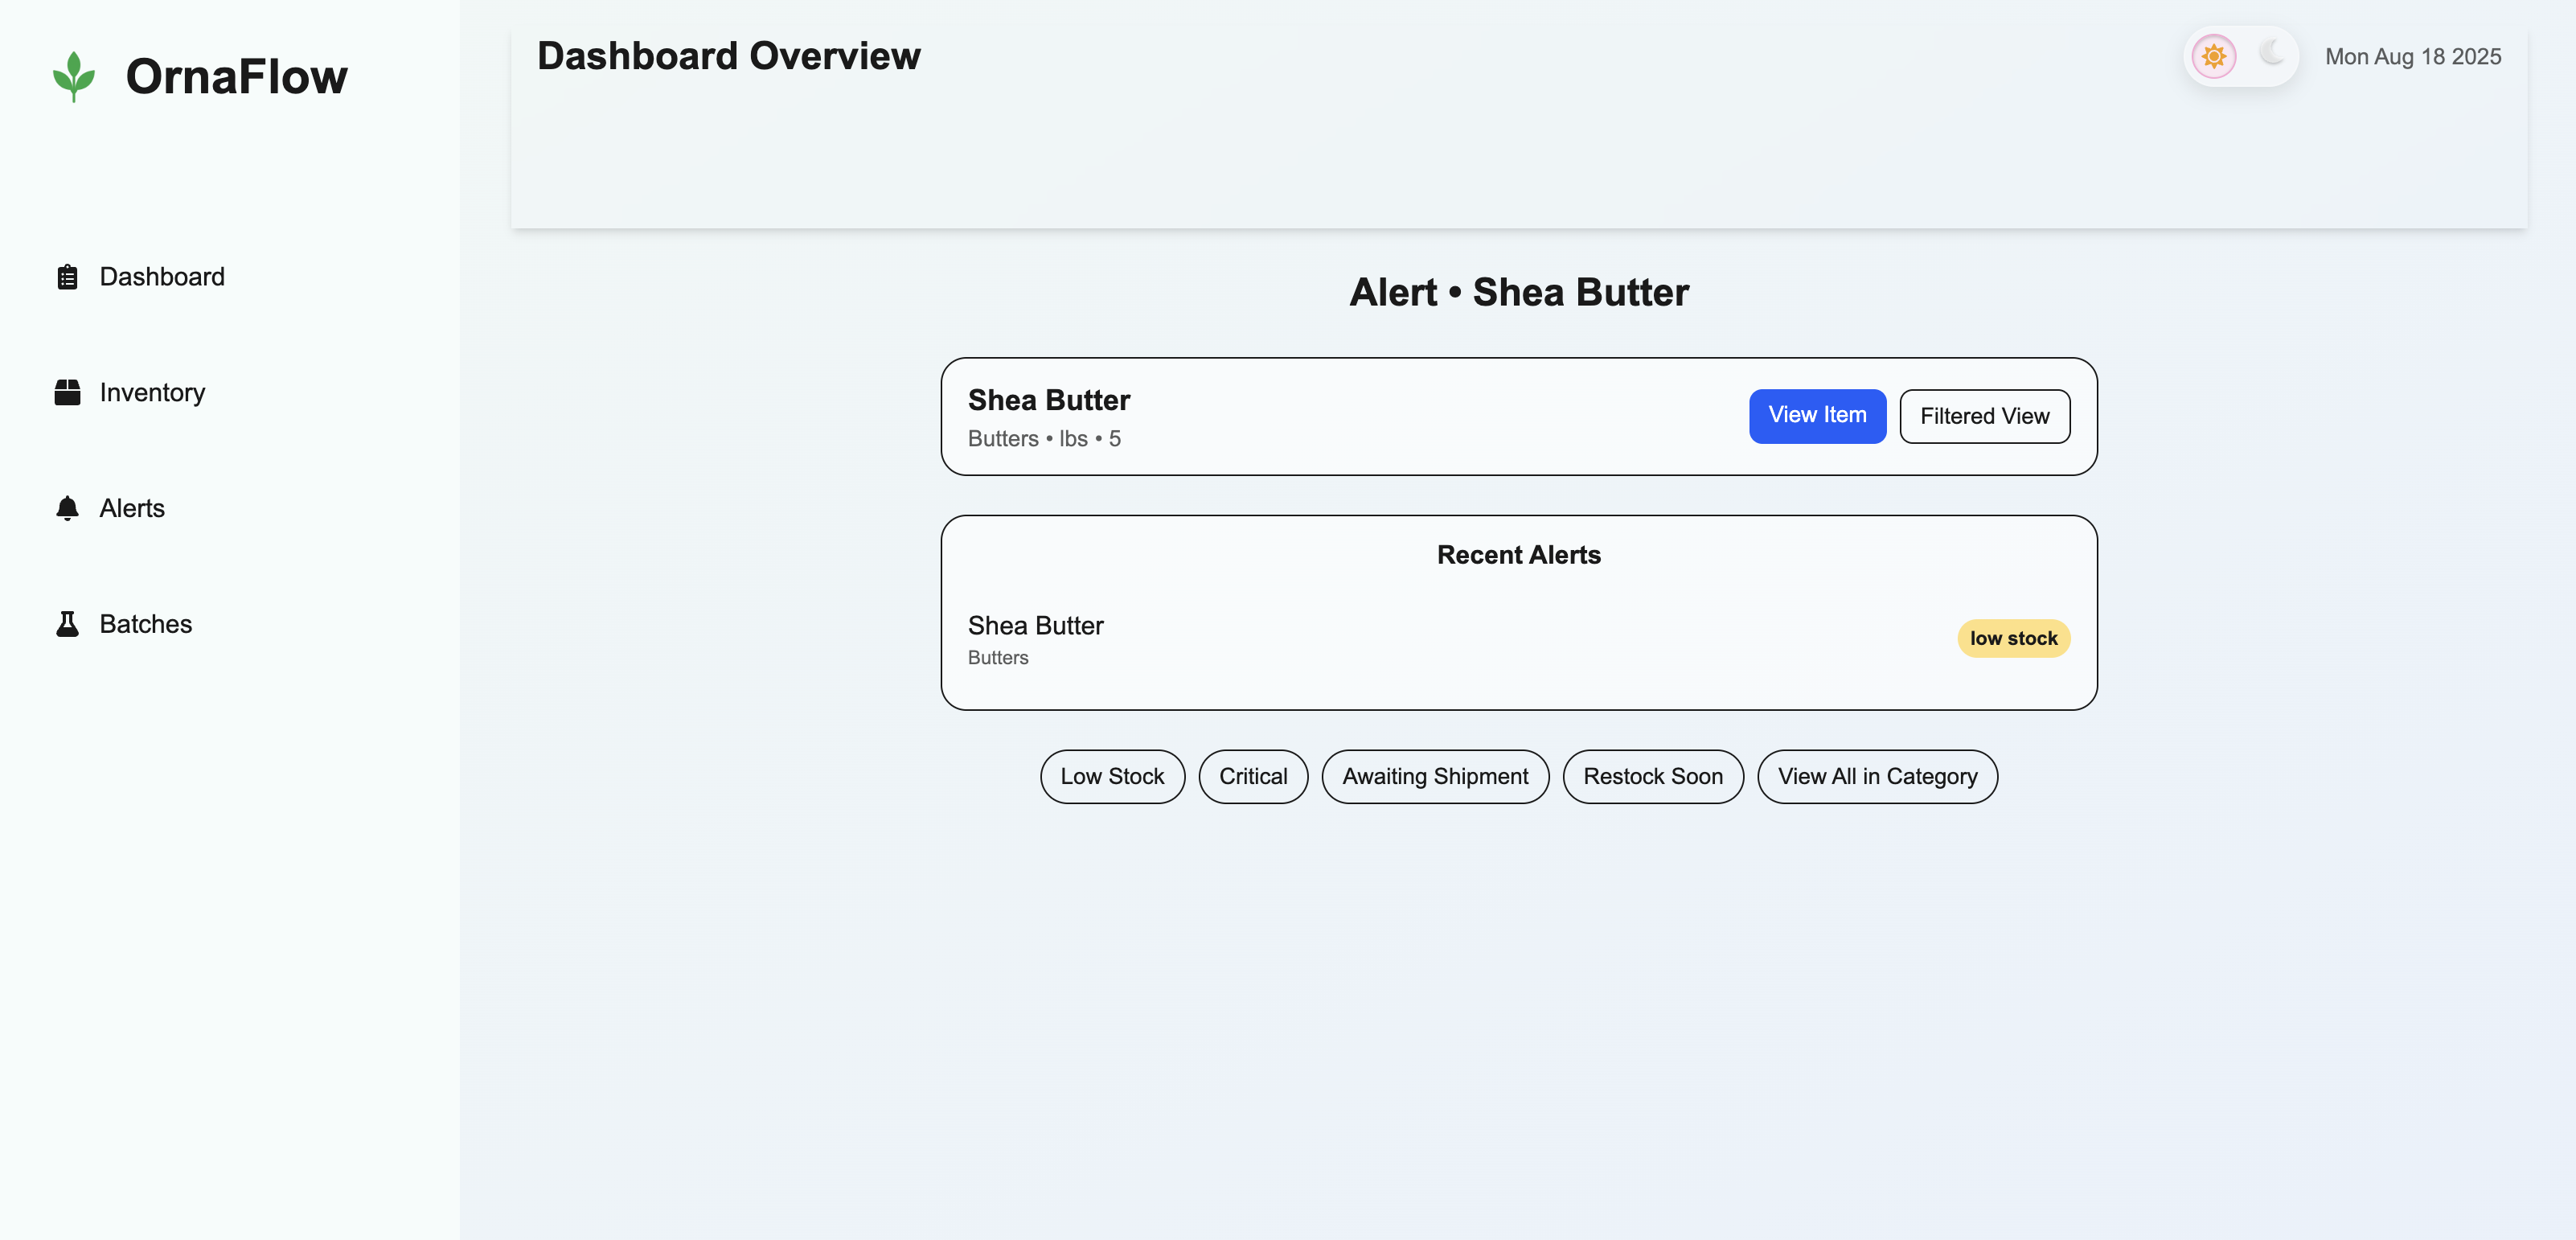 OrnaFlow
Dashboard
Inventory
Alerts
Batches
Dashboard Overview
Mon Aug 18 2025
Alert • Shea Butter
Shea Butter
Butters • lbs • 5
View Item
Filtered View
Recent Alerts
Shea Butter
Butters
low stock
Low Stock
Critical
Awaiting Shipment
Restock Soon
View All in Category